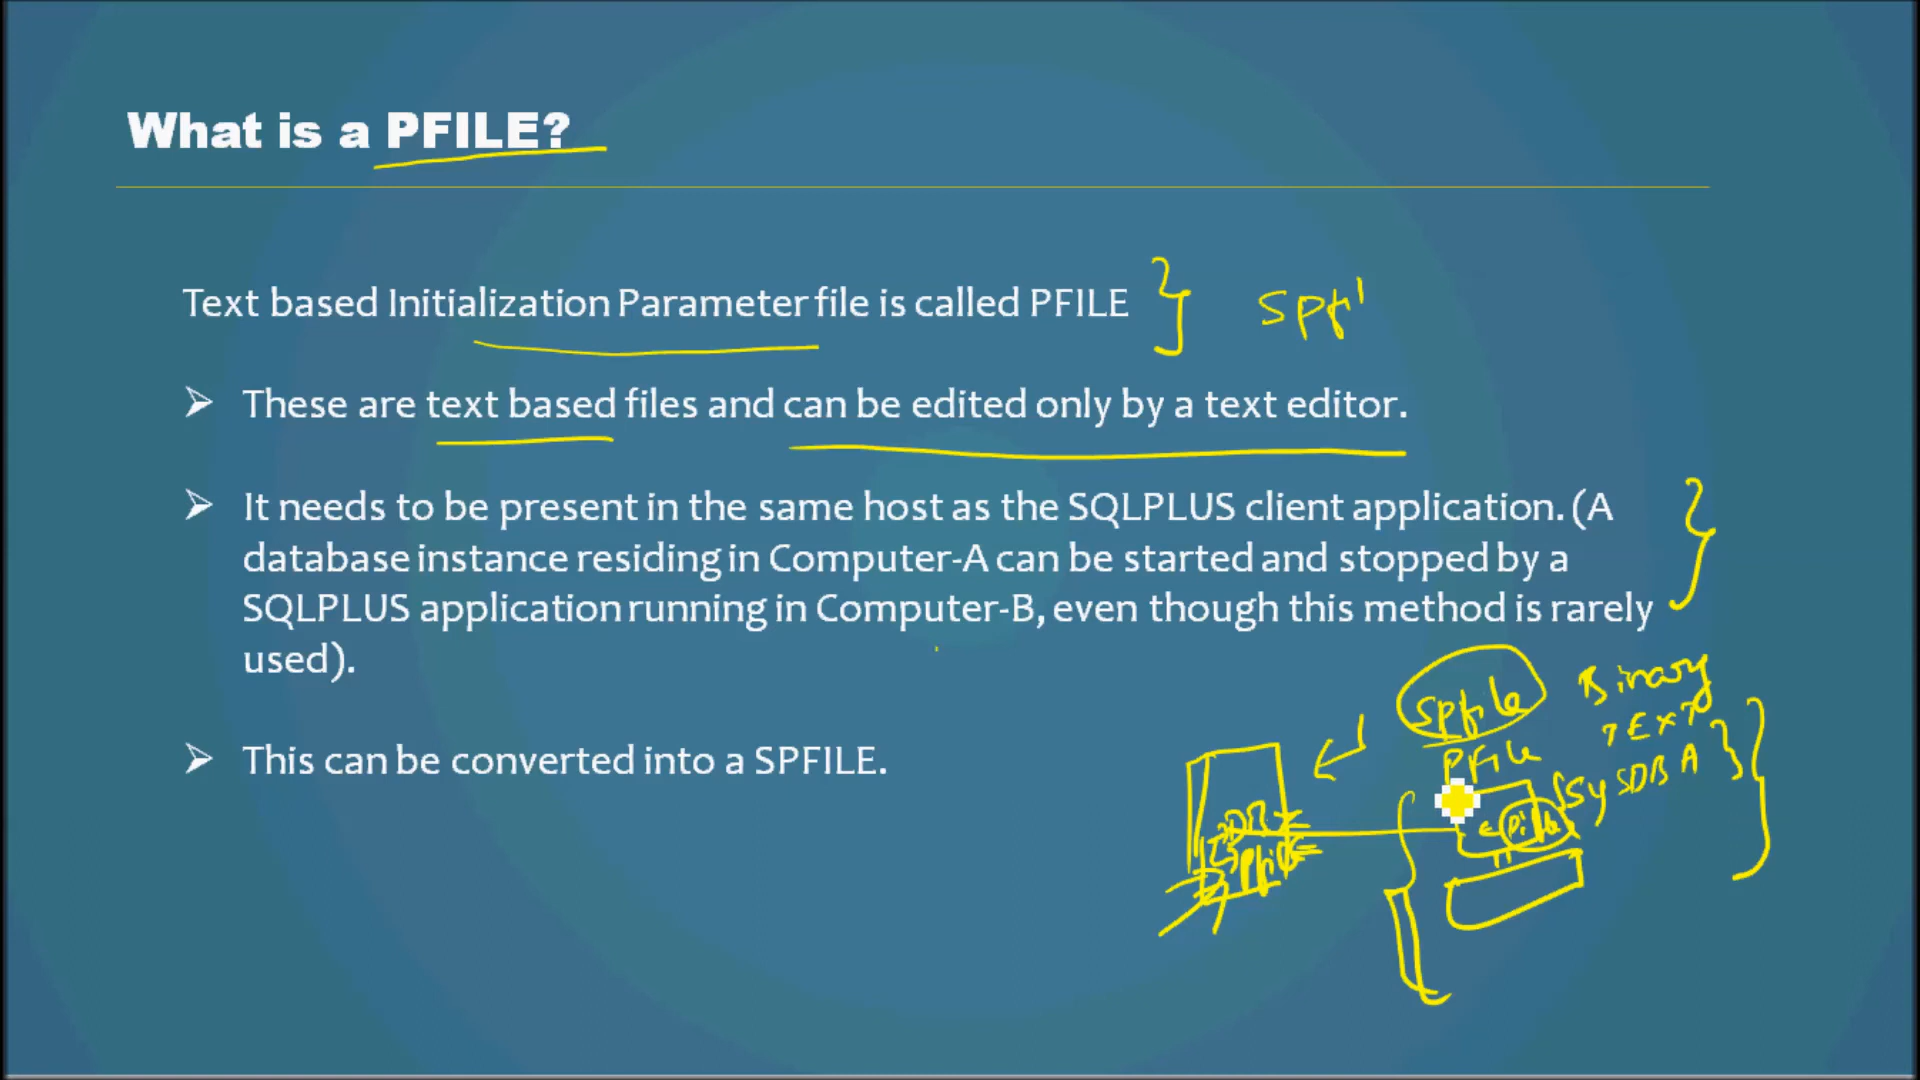 What is a PFILE?
Text based Initialization Parameter file is called PFILE
spfi
➤ These are text based files and can be edited only by a text editor.
➤ It needs to be present in the same host as the SQLPLUS client application. (A
database instance residing in Computer-A can be started and stopped by a
SQLPLUS application running in Computer-B, even though this method is rarely
used).
spfile Binary
Pfile TEXT
SYSDBA
➤ This can be converted into a SPFILE.
Pfile